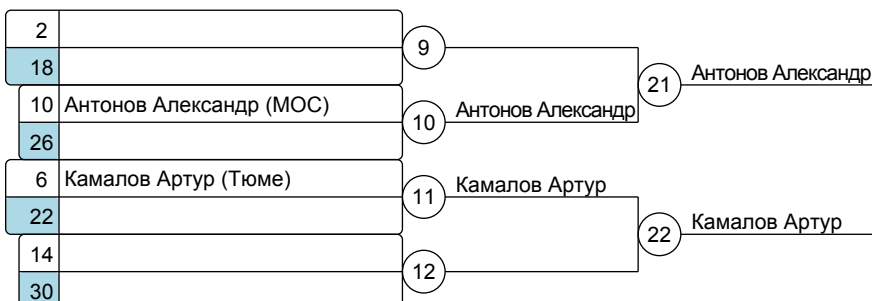 2
9
18
21 Антонов Александр
10 Антонов Александр (МОС)
10 Антонов Александр
26
6 Камалов Артур (Тюме)
11 Камалов Артур
22
22 Камалов Артур
14
12
30